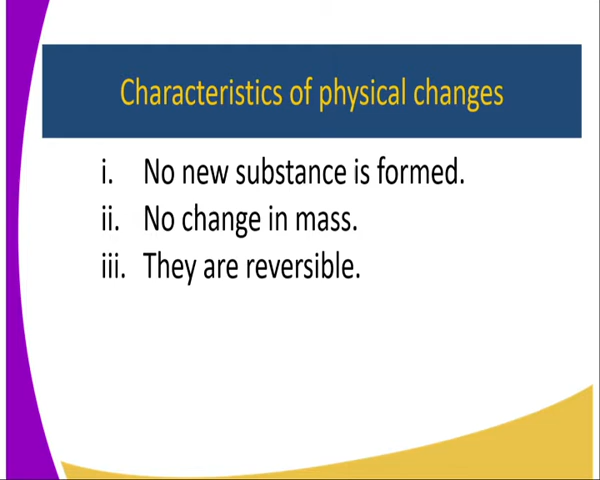 Characteristics of physical changes
i. No new substance is formed.
ii. No change in mass.
iii. They are reversible.